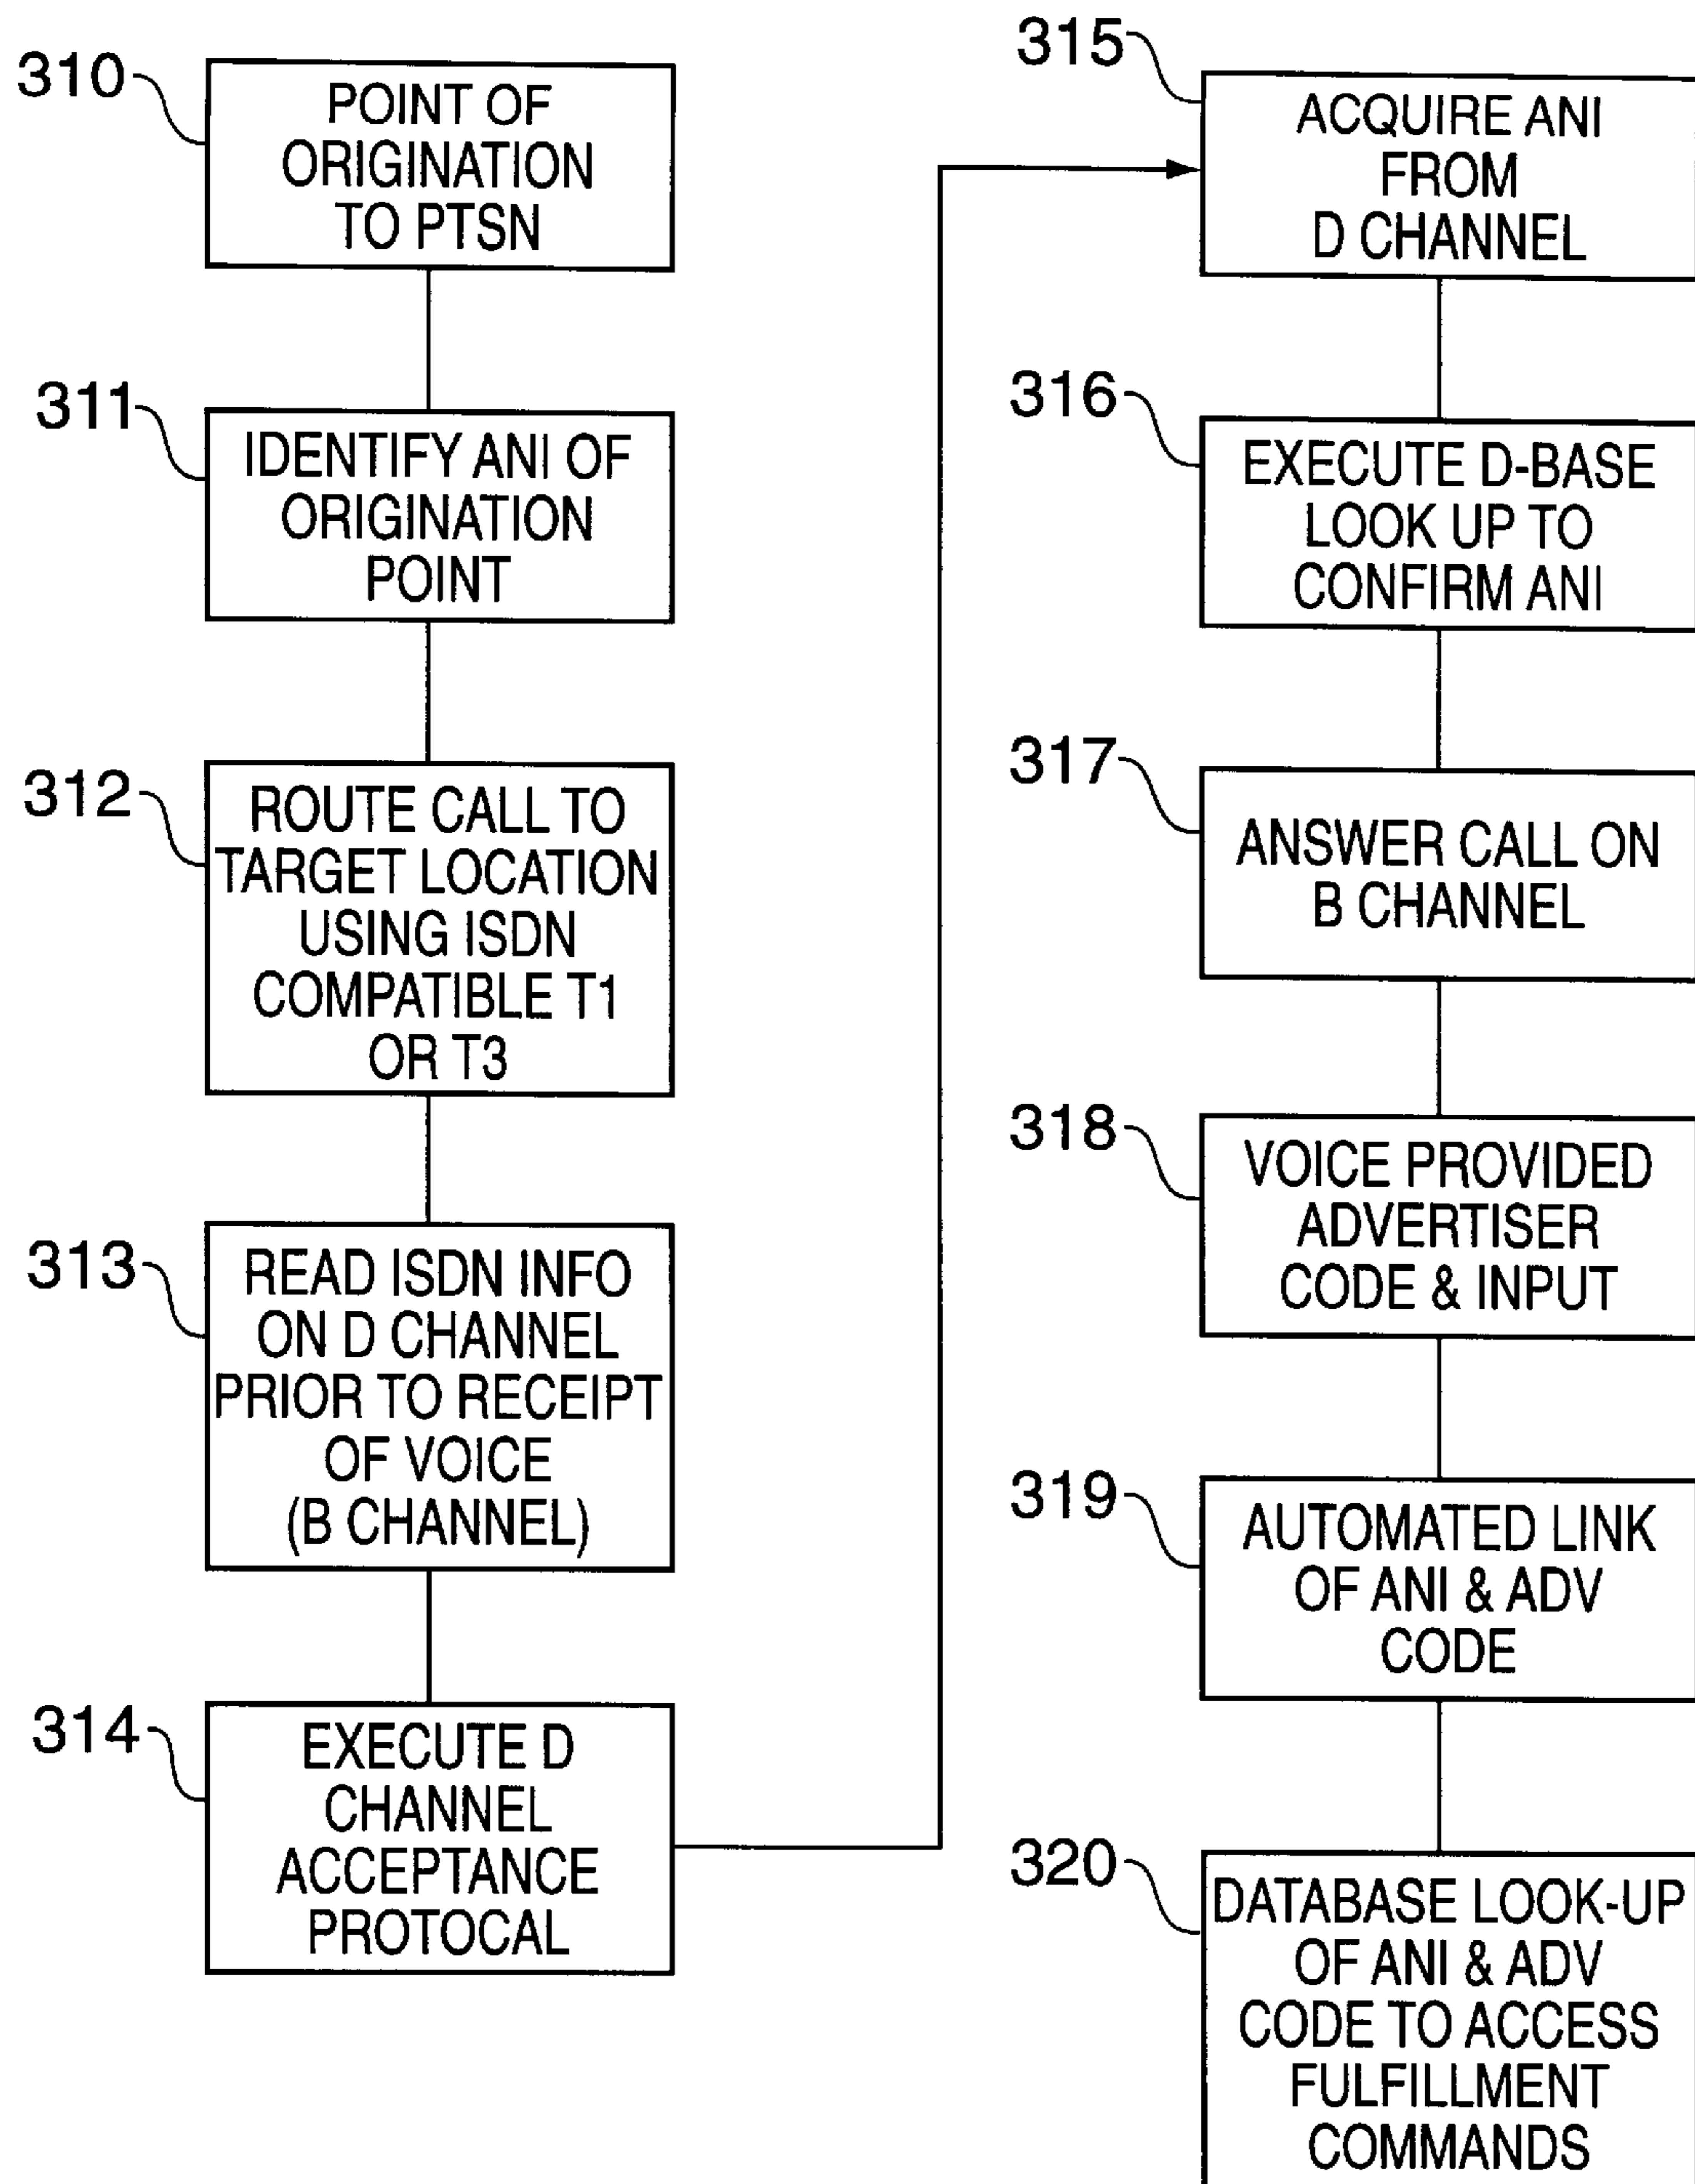 310
POINT OF
ORIGINATION
TO PTSN
311
IDENTIFY ANI OF
ORIGINATION
POINT
312
ROUTE CALL TO
TARGET LOCATION
USING ISDN
COMPATIBLE T1
OR T3
313
READ ISDN INFO
ON D CHANNEL
PRIOR TO RECEIPT
OF VOICE
(B CHANNEL)
314
EXECUTE D
CHANNEL
ACCEPTANCE
PROTOCAL
315
ACQUIRE ANI
FROM
D CHANNEL
316
EXECUTE D-BASE
LOOK UP TO
CONFIRM ANI
317
ANSWER CALL ON
B CHANNEL
318
VOICE PROVIDED
ADVERTISER
CODE & INPUT
319
AUTOMATED LINK
OF ANI & ADV
CODE
320
DATABASE LOOK-UP
OF ANI & ADV
CODE TO ACCESS
FULFILLMENT
COMMANDS